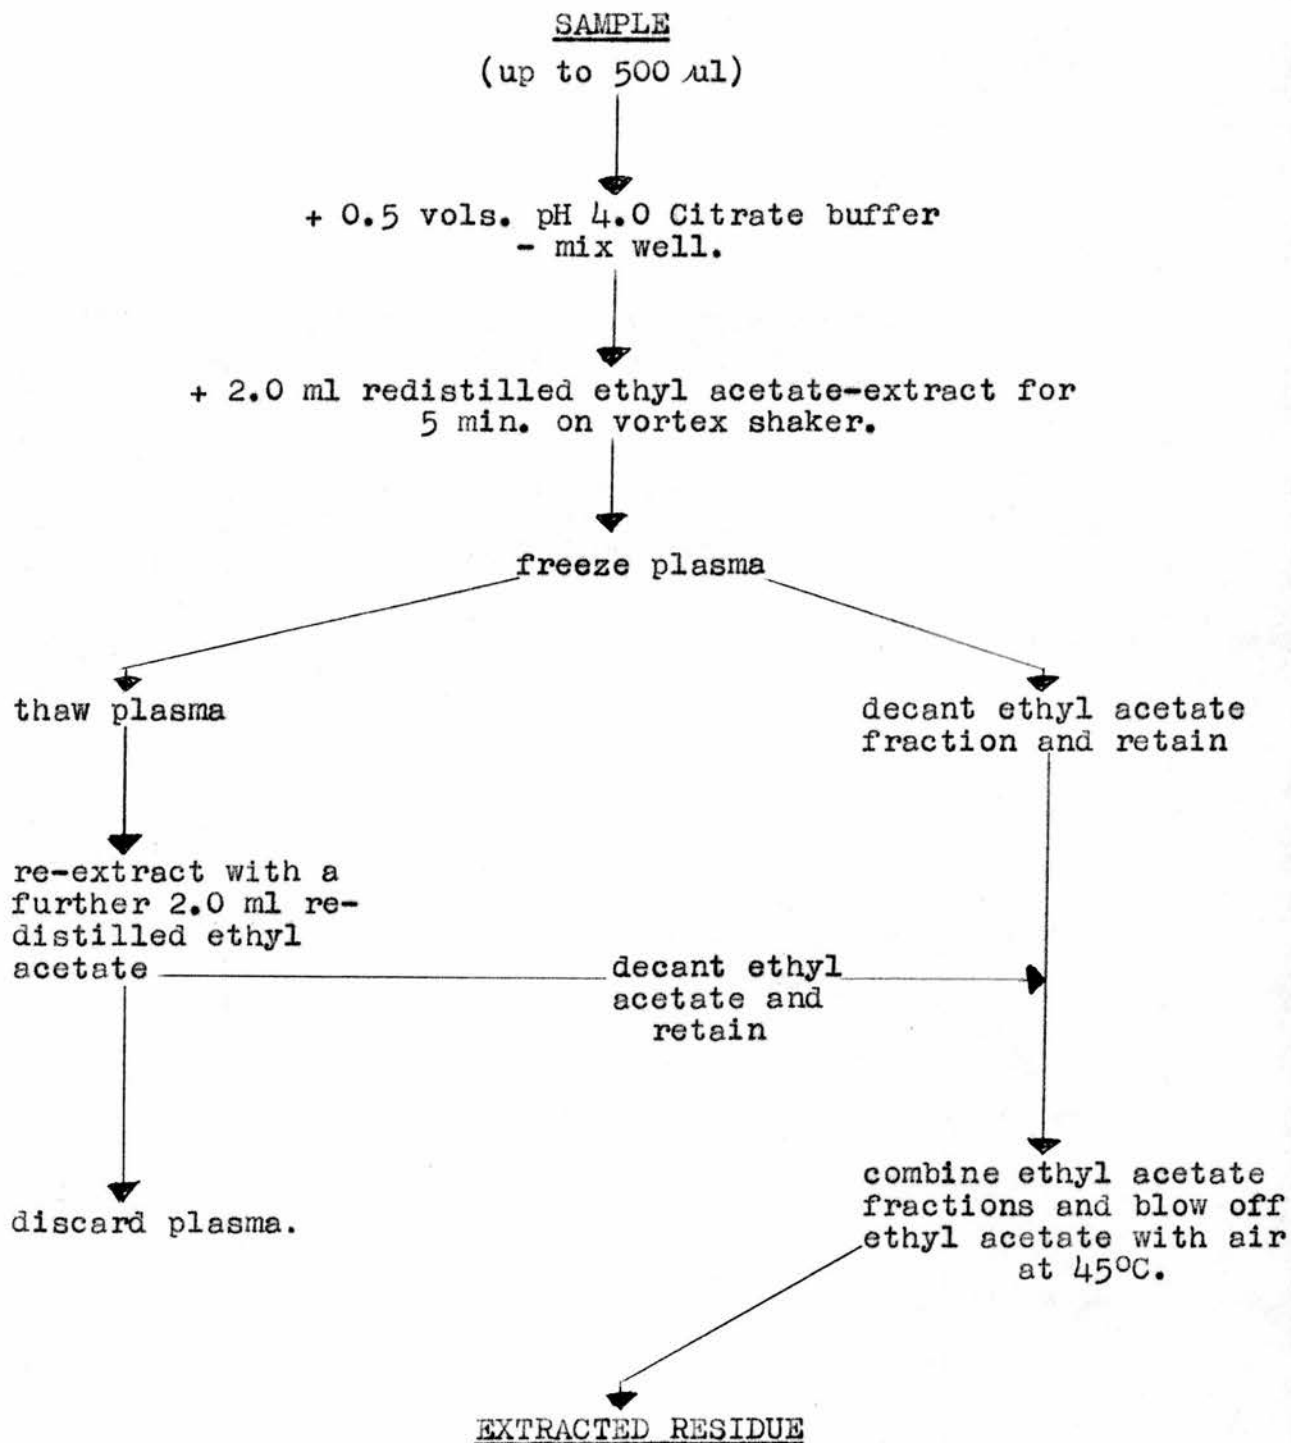 SAMPLE
(up to 500 µl)
+ 0.5 vols. pH 4.0 Citrate buffer
- mix well.
+ 2.0 ml redistilled ethyl acetate-extract for
5 min. on vortex shaker.
freeze plasma
thaw plasma
decant ethyl acetate
fraction and retain
re-extract with a
further 2.0 ml re-
distilled ethyl
acetate
decant ethyl
acetate and
retain
discard plasma.
combine ethyl acetate
fractions and blow off
ethyl acetate with air
at 45°C.
EXTRACTED RESIDUE